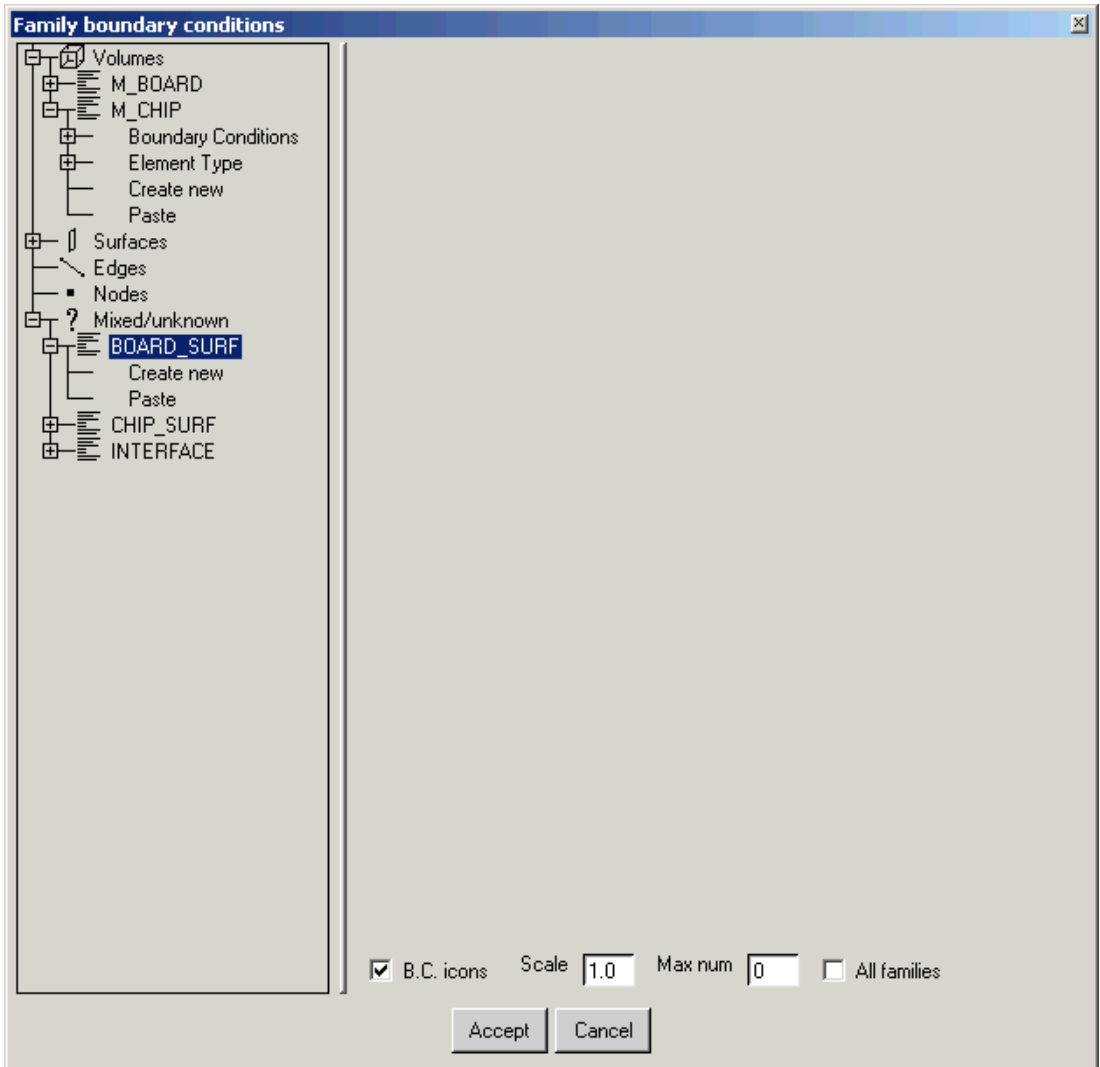 Family boundary conditions
Volumes
M_BOARD
M_CHIP
Boundary Conditions
Element Type
Create new
Paste
Surfaces
Edges
Nodes
? Mixed/unknown
BOARD_SURF
Create new
Paste
CHIP_SURF
INTERFACE
B.C. icons Scale 1.0 Max num 0 All families
Accept Cancel